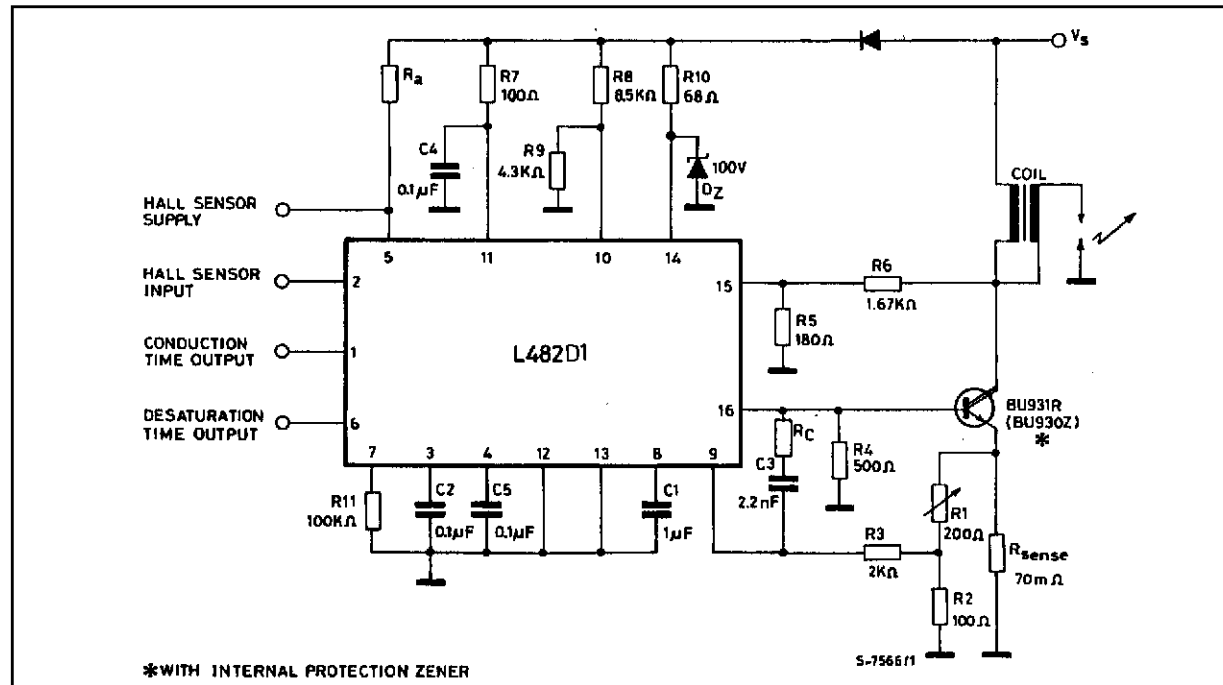 Vs
Ra
R7
100Ω
R8
8.5KΩ
R10
68Ω
C4
0.1μF
R9
4.3KΩ
100V
DZ
COIL
HALL SENSOR
SUPPLY
5
11
10
14
HALL SENSOR
INPUT
2
15
R6
1.67KΩ
R5
180Ω
CONDUCTION
TIME OUTPUT
1
L482D1
DESATURATION
TIME OUTPUT
6
16
BU931R
(BU930Z)
*
RC
R4
500Ω
C3
2.2nF
7
3
4
12
13
8
9
R11
100KΩ
C2
0.1μF
C5
0.1μF
C1
1μF
R1
200Ω
R3
2KΩ
Rsense
70mΩ
R2
100Ω
S-7566/1
*WITH INTERNAL PROTECTION ZENER